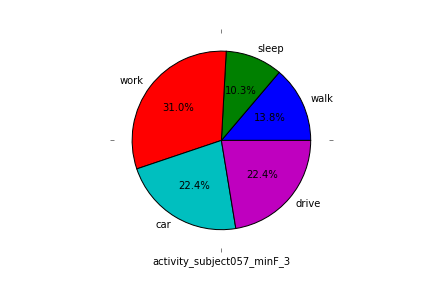 sleep
work
walk
10.3%
31.0%
13.8%
22.4%
22.4%
drive
car
activity_subject057_minF_3